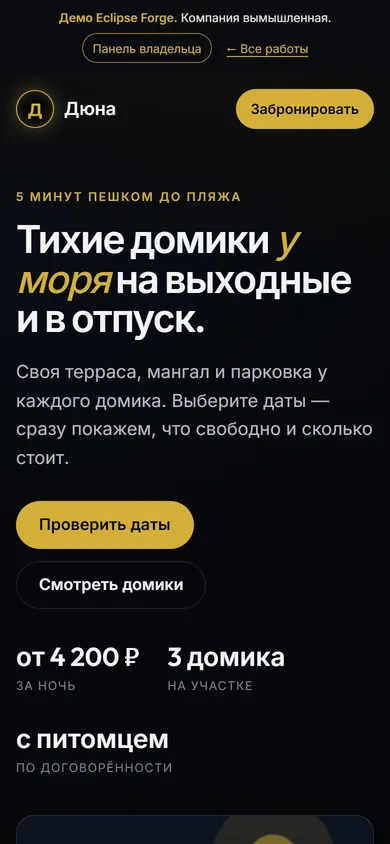 Демо Eclipse Forge. Компания вымышленная.
Панель владельца ← Все работы
Д Дюна Забронировать
5 МИНУТ ПЕШКОМ ДО ПЛЯЖА
Тихие домики у
моря на выходные
и в отпуск.
Своя терраса, мангал и парковка у
каждого домика. Выберите даты —
сразу покажем, что свободно и сколько
стоит.
Проверить даты
Смотреть домики
от 4 200 ₽ 3 домика
ЗА НОЧЬ НА УЧАСТКЕ
с питомцем
ПО ДОГОВОРЁННОСТИ